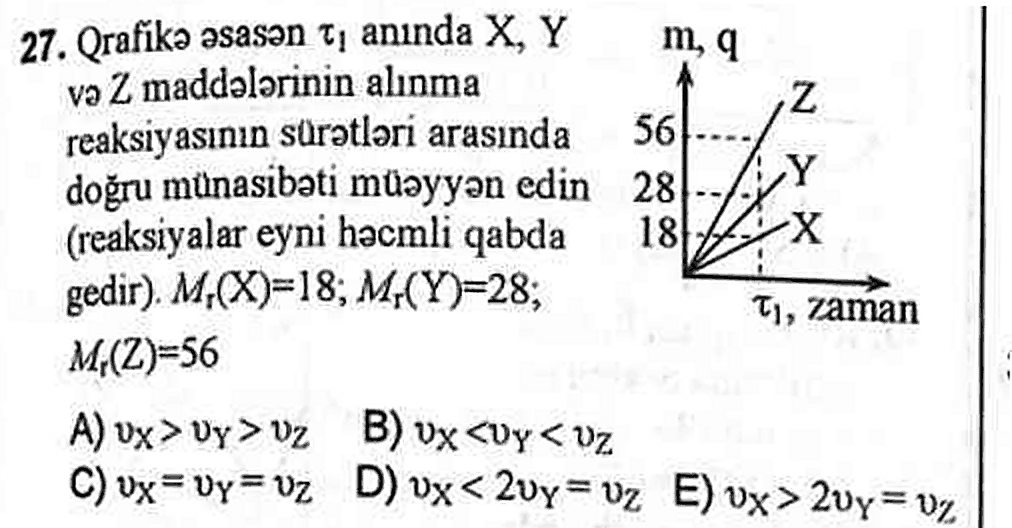 27. Qrafikə əsasən τ₁ anında X, Y
və Z maddələrinin alınma
reaksiyasının sürətləri arasında
doğru münasibəti müəyyən edin
(reaksiyalar eyni həcmli qabda
gedir). Mᵣ(X)=18; Mᵣ(Y)=28;
Mᵣ(Z)=56
m, q
Z
56
Y
28
18
X
τ₁, zaman
A) υX > υY > υZ B) υX < υY < υZ
C) υX = υY = υZ D) υX < 2υY = υZ E) υX > 2υY = υZ